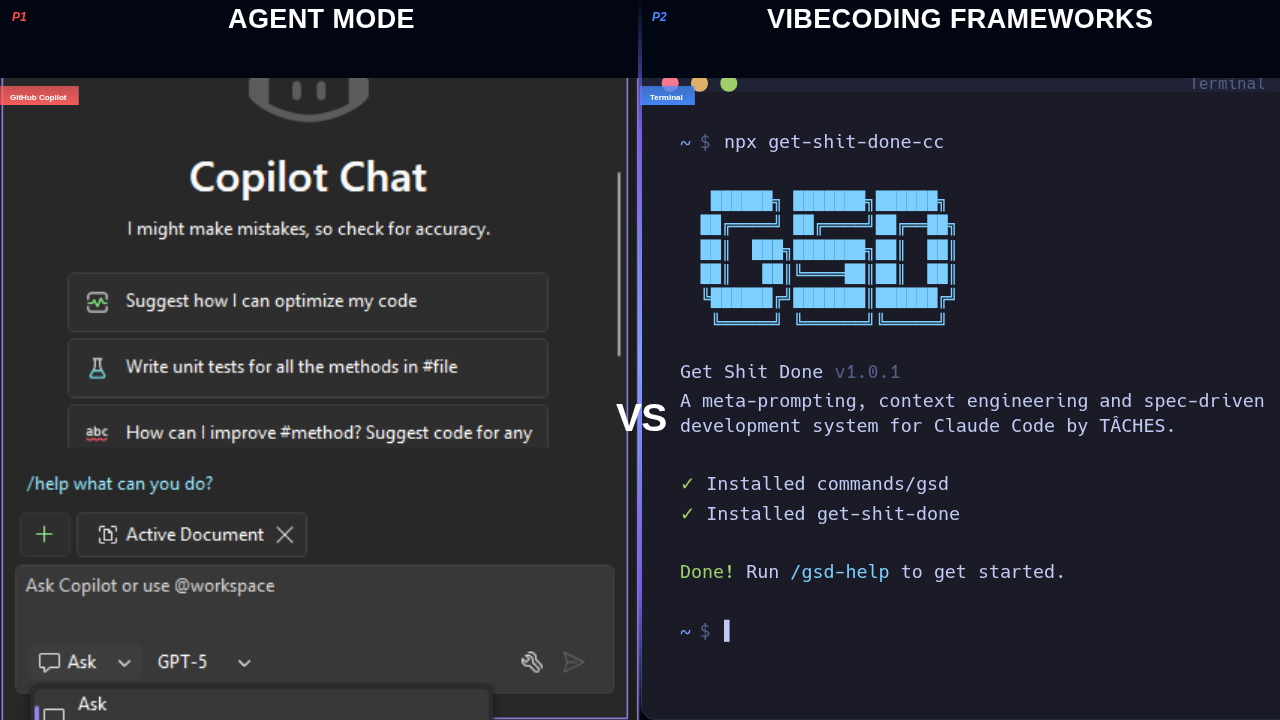 P1
AGENT MODE
GitHub Copilot
Copilot Chat
I might make mistakes, so check for accuracy.
Suggest how I can optimize my code
Write unit tests for all the methods in #file
abc
How can I improve #method? Suggest code for any
/help what can you do?
Active Document
Ask Copilot or use @workspace
Ask
GPT-5
Ask
VS
P2
VIBECODING FRAMEWORKS
Terminal
Terminal
~ $ npx get-shit-done-cc
GSD
Get Shit Done v1.0.1
A meta-prompting, context engineering and spec-driven
development system for Claude Code by TÂCHES.
✓ Installed commands/gsd
✓ Installed get-shit-done
Done! Run /gsd-help to get started.
~ $